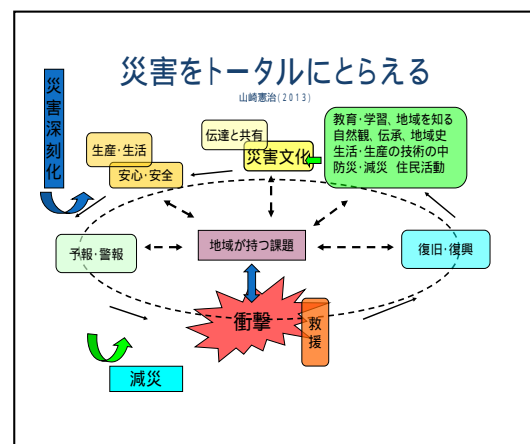 災害をトータルにとらえる
山崎憲治(2013)
災害深刻化
教育・学習、地域を知る
自然観、伝承、地域史
生活・生産の技術の中
防災・減災 住民活動
伝達と共有
災害文化
生産・生活
安心・安全
予報・警報
地域が持つ課題
復旧・復興
衝撃
救援
減災